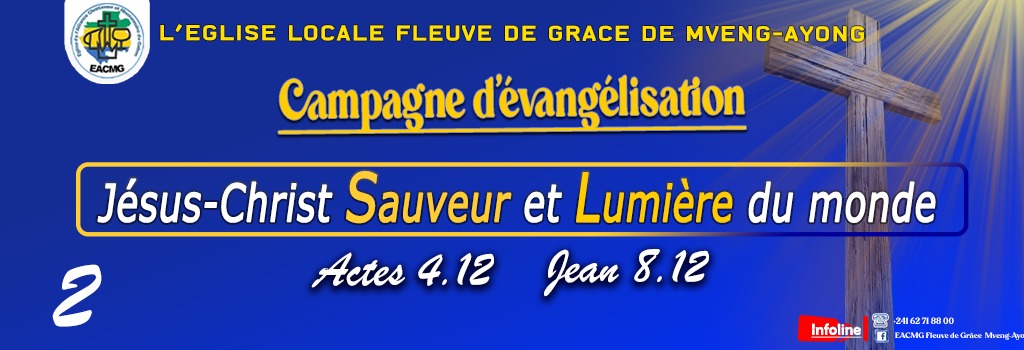 L'EGLISE LOCALE FLEUVE DE GRACE DE MVENG-AYONG
EACMG
Campagne d'évangélisation
Jésus-Christ Sauveur et Lumière du monde
Actes 4.12 Jean 8.12
2
Infoline
-241 62 71 88 00
EACMG Fleuve de Grâce Mveng-Ayo